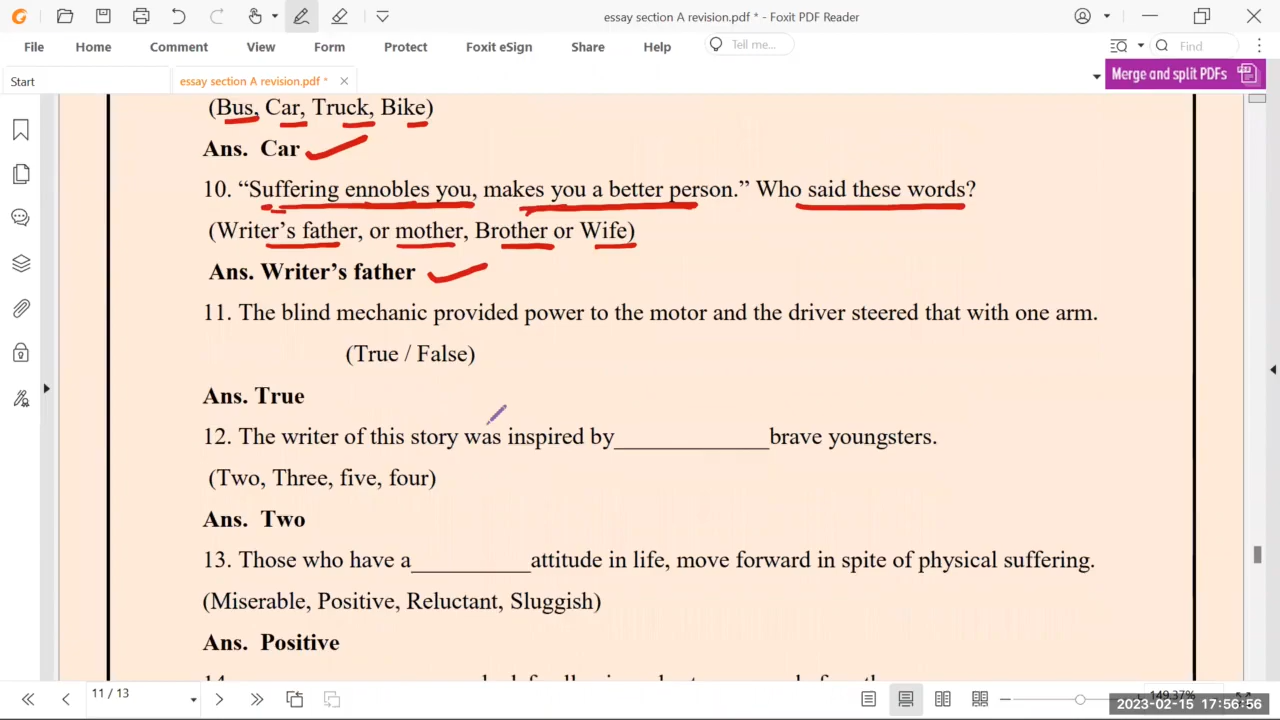 essay section A revision.pdf * - Foxit PDF Reader
File Home Comment View Form Protect Foxit eSign Share Help Tell me... Find
Start essay section A revision.pdf * Merge and split PDFs
(Bus, Car, Truck, Bike)
Ans. Car
10. “Suffering ennobles you, makes you a better person.” Who said these words?
(Writer’s father, or mother, Brother or Wife)
Ans. Writer’s father
11. The blind mechanic provided power to the motor and the driver steered that with one arm.
(True / False)
Ans. True
12. The writer of this story was inspired by______________brave youngsters.
(Two, Three, five, four)
Ans. Two
13. Those who have a___________attitude in life, move forward in spite of physical suffering.
(Miserable, Positive, Reluctant, Sluggish)
Ans. Positive
11 / 13 149.37%
2023-02-15 17:56:56